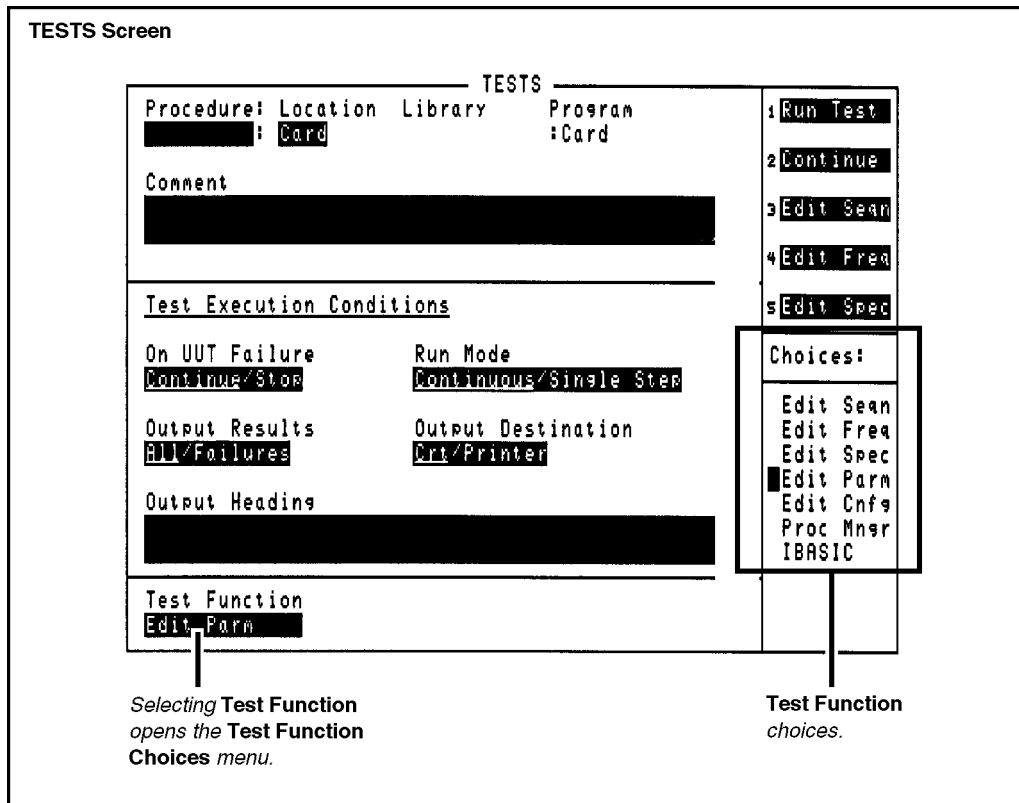 TESTS Screen
TESTS
Procedure: Location Library Program
: Card :Card
Comment
Test Execution Conditions
On UUT Failure Run Mode
Continue/Stop Continuous/Single Step
Output Results Output Destination
All/Failures Crt/Printer
Output Heading
Test Function
Edit Parm
1 Run Test
2 Continue
3 Edit Seqn
4 Edit Freq
5 Edit Spec
Choices:
Edit Seqn
Edit Freq
Edit Spec
Edit Parm
Edit Cnfg
Proc Mngr
IBASIC
Selecting Test Function
opens the Test Function
Choices menu.
Test Function
choices.